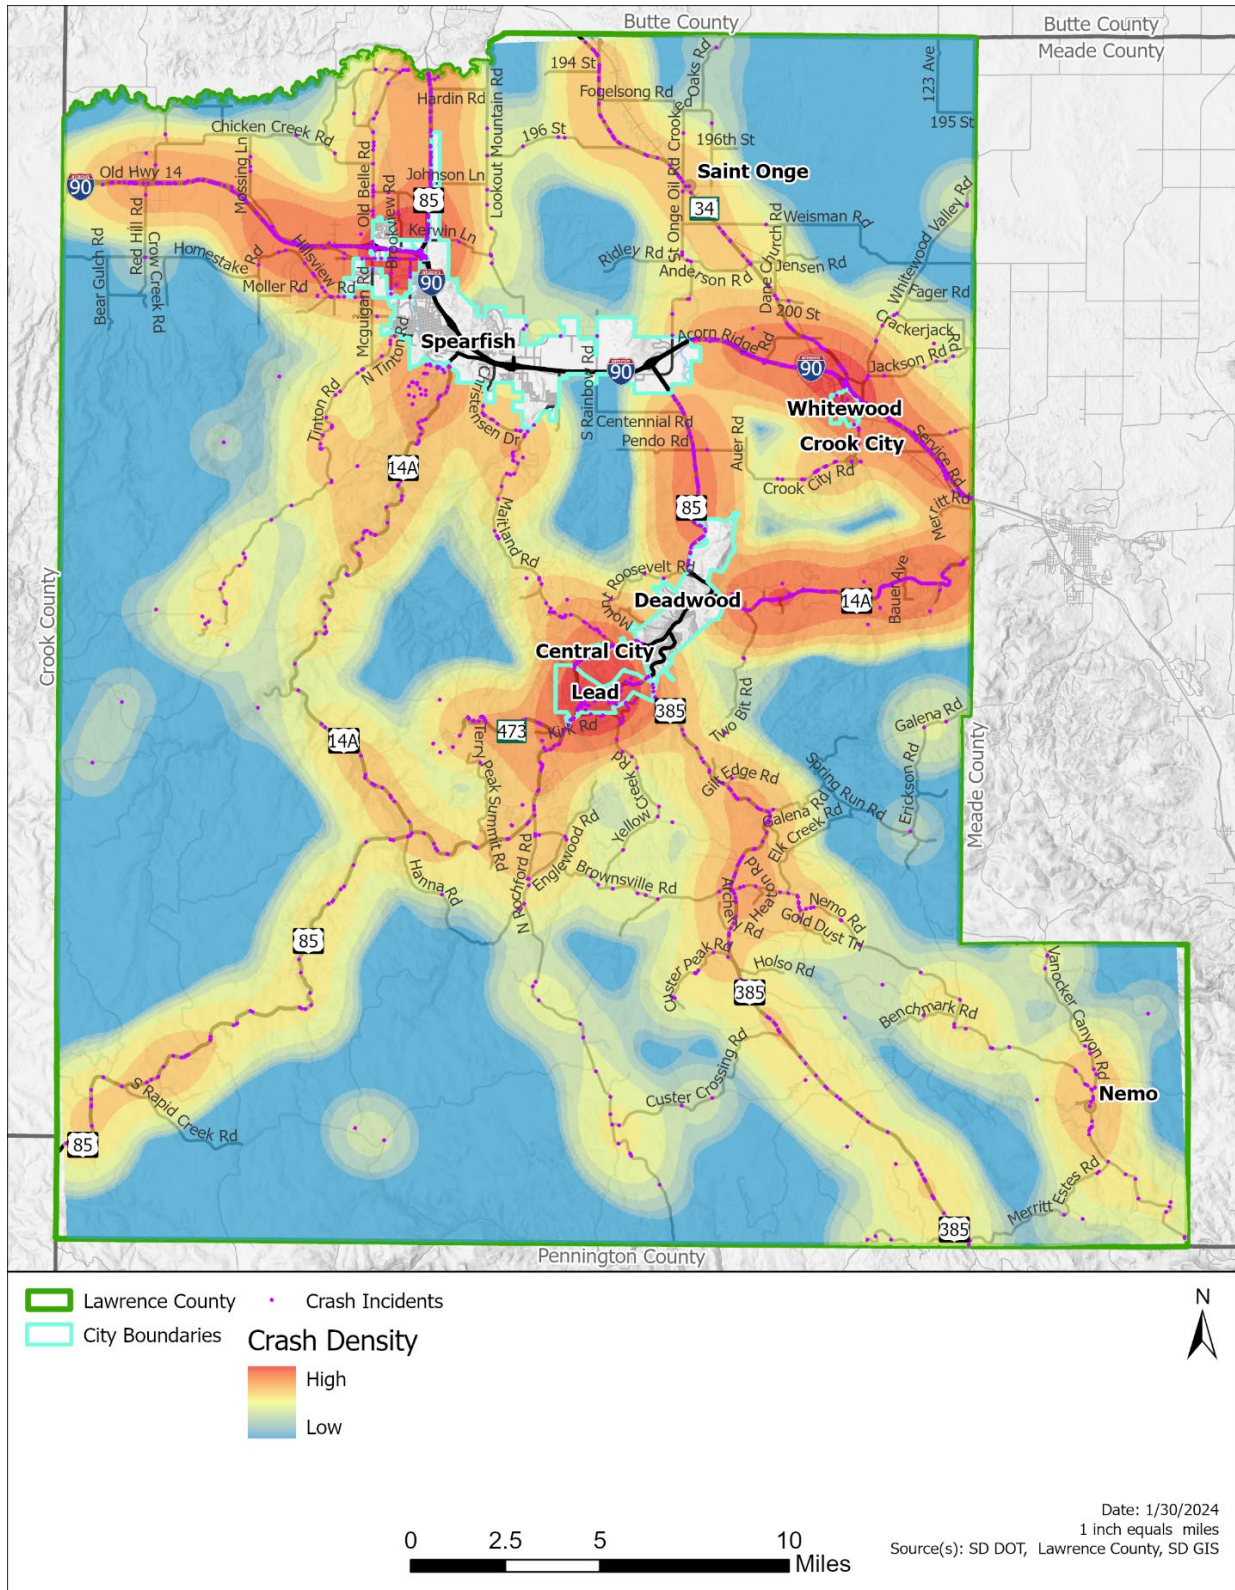 Butte County
Butte County
Meade County
194 St
Fogelsong Rd
Crooked Oaks Rd
123 Ave
195 St
Hardin Rd
Lookout Mountain Rd
Chicken Creek Rd
196 St
196th St
Old Hwy 14
90
Mossing Ln
Old Belle Rd
Johnson Ln
Saint Onge
85
34
St Onge Oil Rd
Weisman Rd
Whitewood Valley Rd
Red Hill Rd
Crow Creek Rd
Bear Gulch Rd
Homestake Rd
Hillsview Rd
Brookview Rd
Kerwin Ln
Ridley Rd
Anderson Rd
Dane Church Rd
Jensen Rd
Moller Rd
90
Fager Rd
Mcguigan Rd
N Tinton Rd
Spearfish
200 St
Crackerjack Rd
Acorn Ridge Rd
90
90
Jackson Rd
Tinton Rd
Christensen Dr
S Rainbow Rd
Centennial Rd
Pendo Rd
Auer Rd
Whitewood
Crook City
Service Rd
Crook City Rd
14A
Merritt Rd
85
Maitland Rd
Mount Roosevelt Rd
Deadwood
14A
Bauer Ave
Crook County
Central City
Lead
385
Two Bit Rd
Galena Rd
473
Kirk Rd
14A
Terry Peak Summit Rd
Yellow Creek Rd
Gilt Edge Rd
Spring Run Rd
Erickson Rd
Meade County
Galena Rd
Elk Creek Rd
Hanna Rd
N Rochford Rd
Englewood Rd
Brownsville Rd
Archery Rd
Heaton Rd
Nemo Rd
Gold Dust Trl
85
Custer Peak Rd
Holso Rd
385
Vanocker Canyon Rd
Benchmark Rd
S Rapid Creek Rd
Custer Crossing Rd
Nemo
85
Merritt Estes Rd
385
Pennington County
Lawrence County
Crash Incidents
City Boundaries
Crash Density
High
Low
N
Date: 1/30/2024
1 inch equals  miles
Source(s): SD DOT,  Lawrence County, SD GIS
0 2.5 5 10
Miles